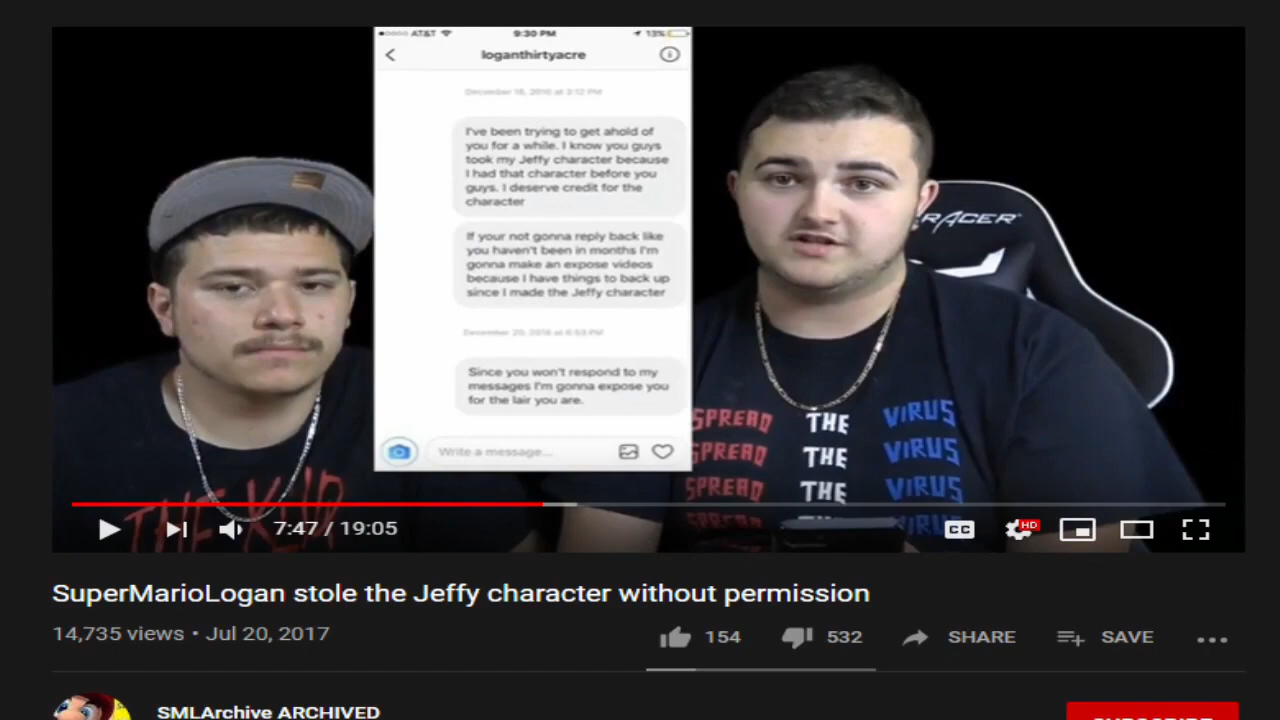 AT&T 9:30 PM 13%
loganthirtyacre
December 16, 2016 at 3:12 PM
I've been trying to get ahold of
you for a while. I know you guys
took my Jeffy character because
I had that character before you
guys. I deserve credit for the
character
If your not gonna reply back like
you haven't been in months I'm
gonna make an expose videos
because I have things to back up
since I made the Jeffy character
December 20, 2016 at 6:53 PM
Since you won't respond to my
messages I'm gonna expose you
for the lair you are.
Write a message...
RACER
SPREAD THE VIRUS
SPREAD THE VIRUS
SPREAD THE VIRUS
SPREAD THE VIRUS
THE
7:47 / 19:05
CC
HD
SuperMarioLogan stole the Jeffy character without permission
14,735 views • Jul 20, 2017
154
532
SHARE
SAVE
SMLArchive ARCHIVED
SUBSCRIBE